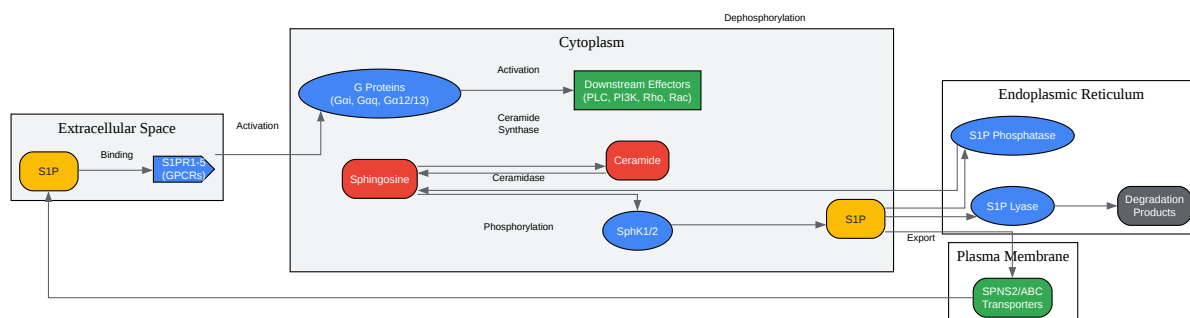 Dephosphorylation
Cytoplasm
G Proteins
(Gαi, Gαq, Gα12/13)
Activation
Downstream Effectors
(PLC, PI3K, Rho, Rac)
Endoplasmic Reticulum
Extracellular Space
Activation
Ceramide
Synthase
S1P Phosphatase
Binding
S1P
S1PR1-5
(GPCRs)
Ceramide
Sphingosine
Ceramidase
S1P Lyase
Degradation
Products
Phosphorylation
SphK1/2
S1P
Export
Plasma Membrane
SPNS2/ABC
Transporters